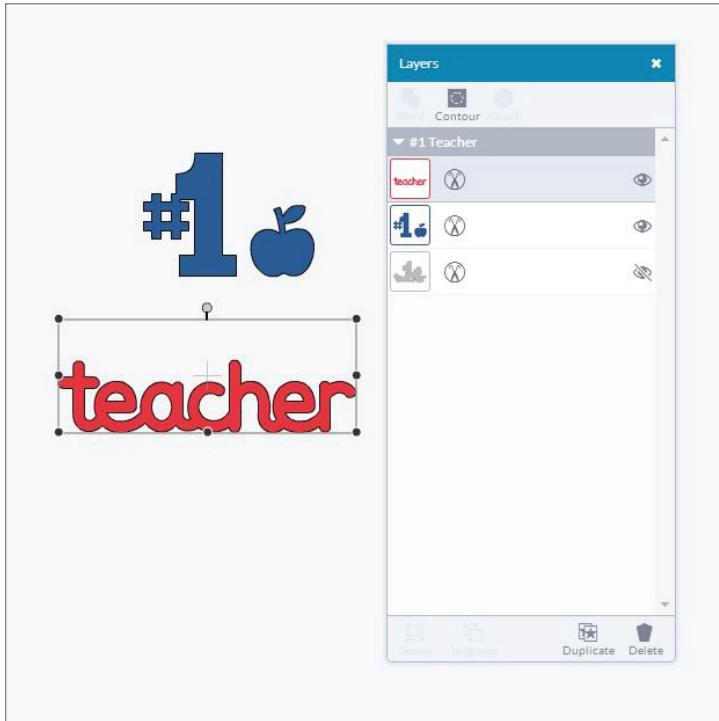 Layers
Weld Contour Attach
#1 Teacher
teacher
#1
#1
teacher
Group Ungroup Duplicate Delete